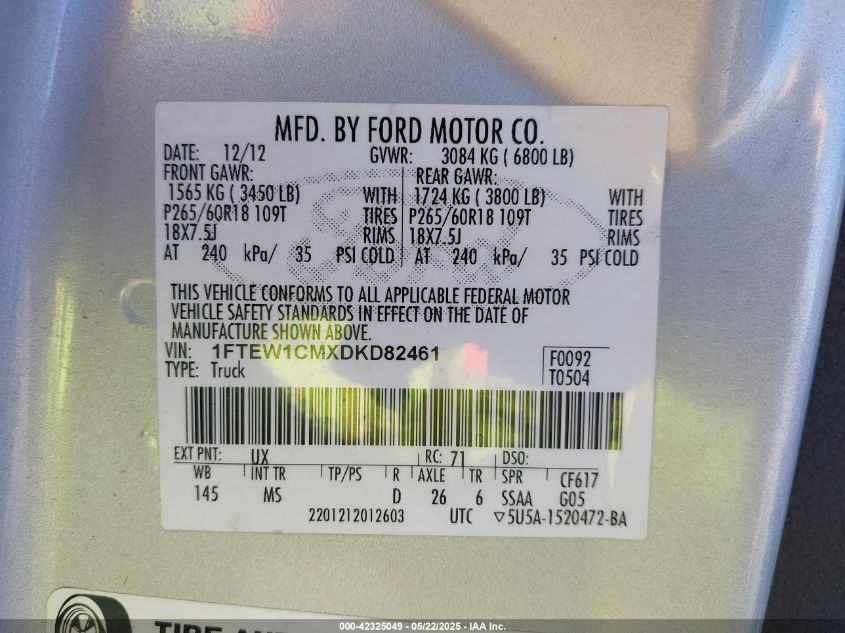 MFD. BY FORD MOTOR CO.
DATE: 12/12 GVWR: 3084 KG ( 6800 LB)
FRONT GAWR: REAR GAWR:
1565 KG ( 3450 LB) WITH 1724 KG ( 3800 LB) WITH
P265/60R18 109T TIRES P265/60R18 109T TIRES
18X7.5J RIMS 18X7.5J RIMS
AT 240 kPa/ 35 PSI COLD AT 240 kPa/ 35 PSI COLD
THIS VEHICLE CONFORMS TO ALL APPLICABLE FEDERAL MOTOR
VEHICLE SAFETY STANDARDS IN EFFECT ON THE DATE OF
MANUFACTURE SHOWN ABOVE.
VIN: 1FTEW1CMXDKD82461 F0092
TYPE: Truck T0504
EXT PNT: UX RC: 71 DSO:
WB INT TR TP/PS R AXLE TR SPR CF617
145 MS D 26 6 SSAA G05
2201212012603 UTC ▽5U5A-1520472-BA
TIRE AND
000-42325049 — 05/22/2025 — IAA Inc.